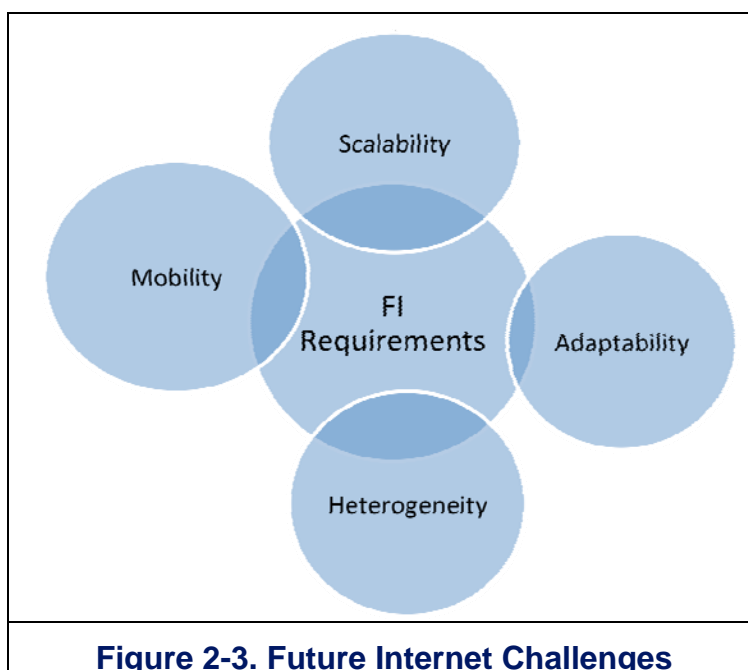 Scalability
Mobility
FI
Requirements
Adaptability
Heterogeneity
Figure 2-3. Future Internet Challenges